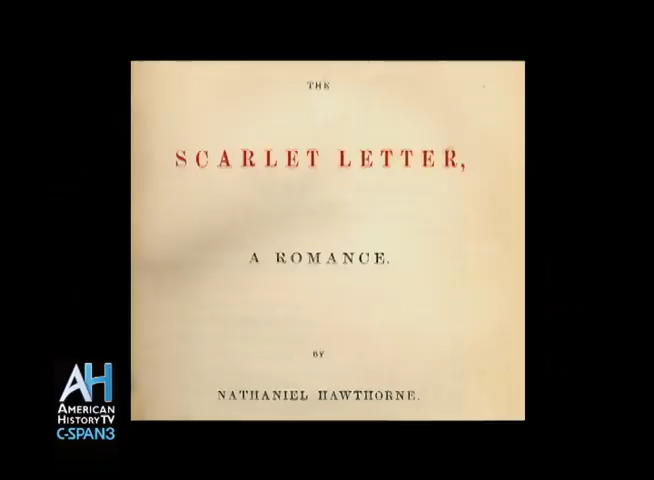 THE
SCARLET LETTER,
A ROMANCE.
BY
NATHANIEL HAWTHORNE.
AH
AMERICAN
HISTORY TV
C-SPAN3